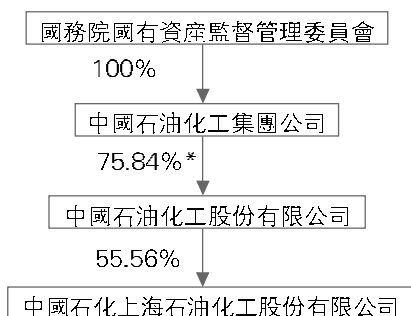 國務院國有資產監督管理委員會
100%
中國石油化工集團公司
75.84%*
中國石油化工股份有限公司
55.56%
中國石化上海石油化工股份有限公司